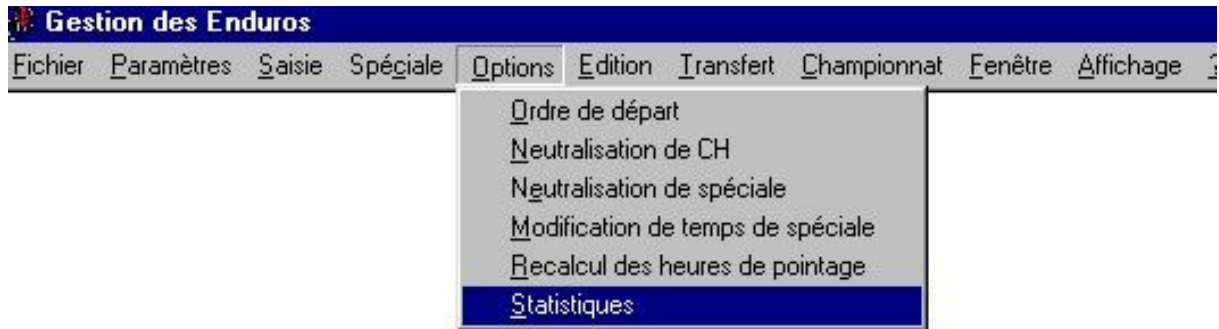 Gestion des Enduros
Fichier Paramètres Saisie Spéciale Options Edition Transfert Championnat Fenêtre Affichage ?
Ordre de départ
Neutralisation de CH
Neutralisation de spéciale
Modification de temps de spéciale
Recalcul des heures de pointage
Statistiques